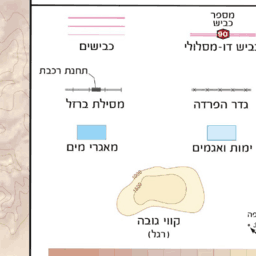 מספר
כביש
90
כביש דו-מסלולי
כבישים
תחנת רכבת
גדר הפרדה
מסילת ברזל
ימות ואגמים
מאגרי מים
קווי גובה
(רגל)